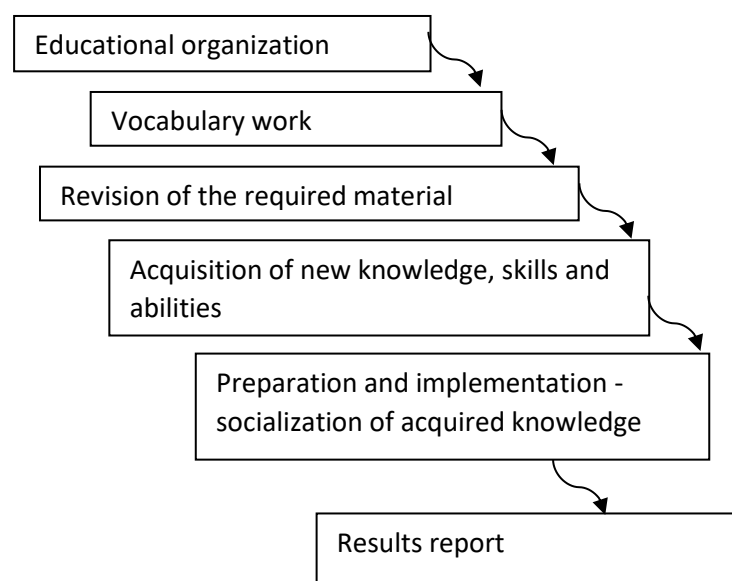 Educational organization
Vocabulary work
Revision of the required material
Acquisition of new knowledge, skills and
abilities
Preparation and implementation -
socialization of acquired knowledge
Results report